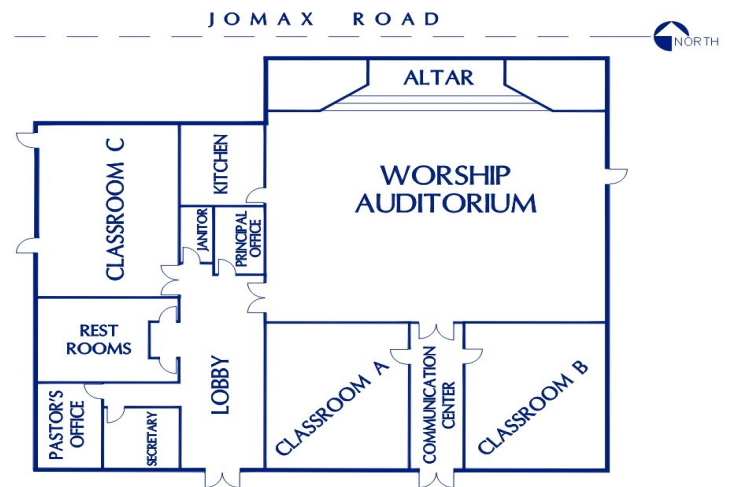 JOMAX ROAD
NORTH
ALTAR
WORSHIP
AUDITORIUM
KITCHEN
CLASSROOM C
JANITOR
PRINCIPAL
OFFICE
REST
ROOMS
LOBBY
PASTOR'S
OFFICE
SECRETARY
CLASSROOM A
COMMUNICATION
CENTER
CLASSROOM B